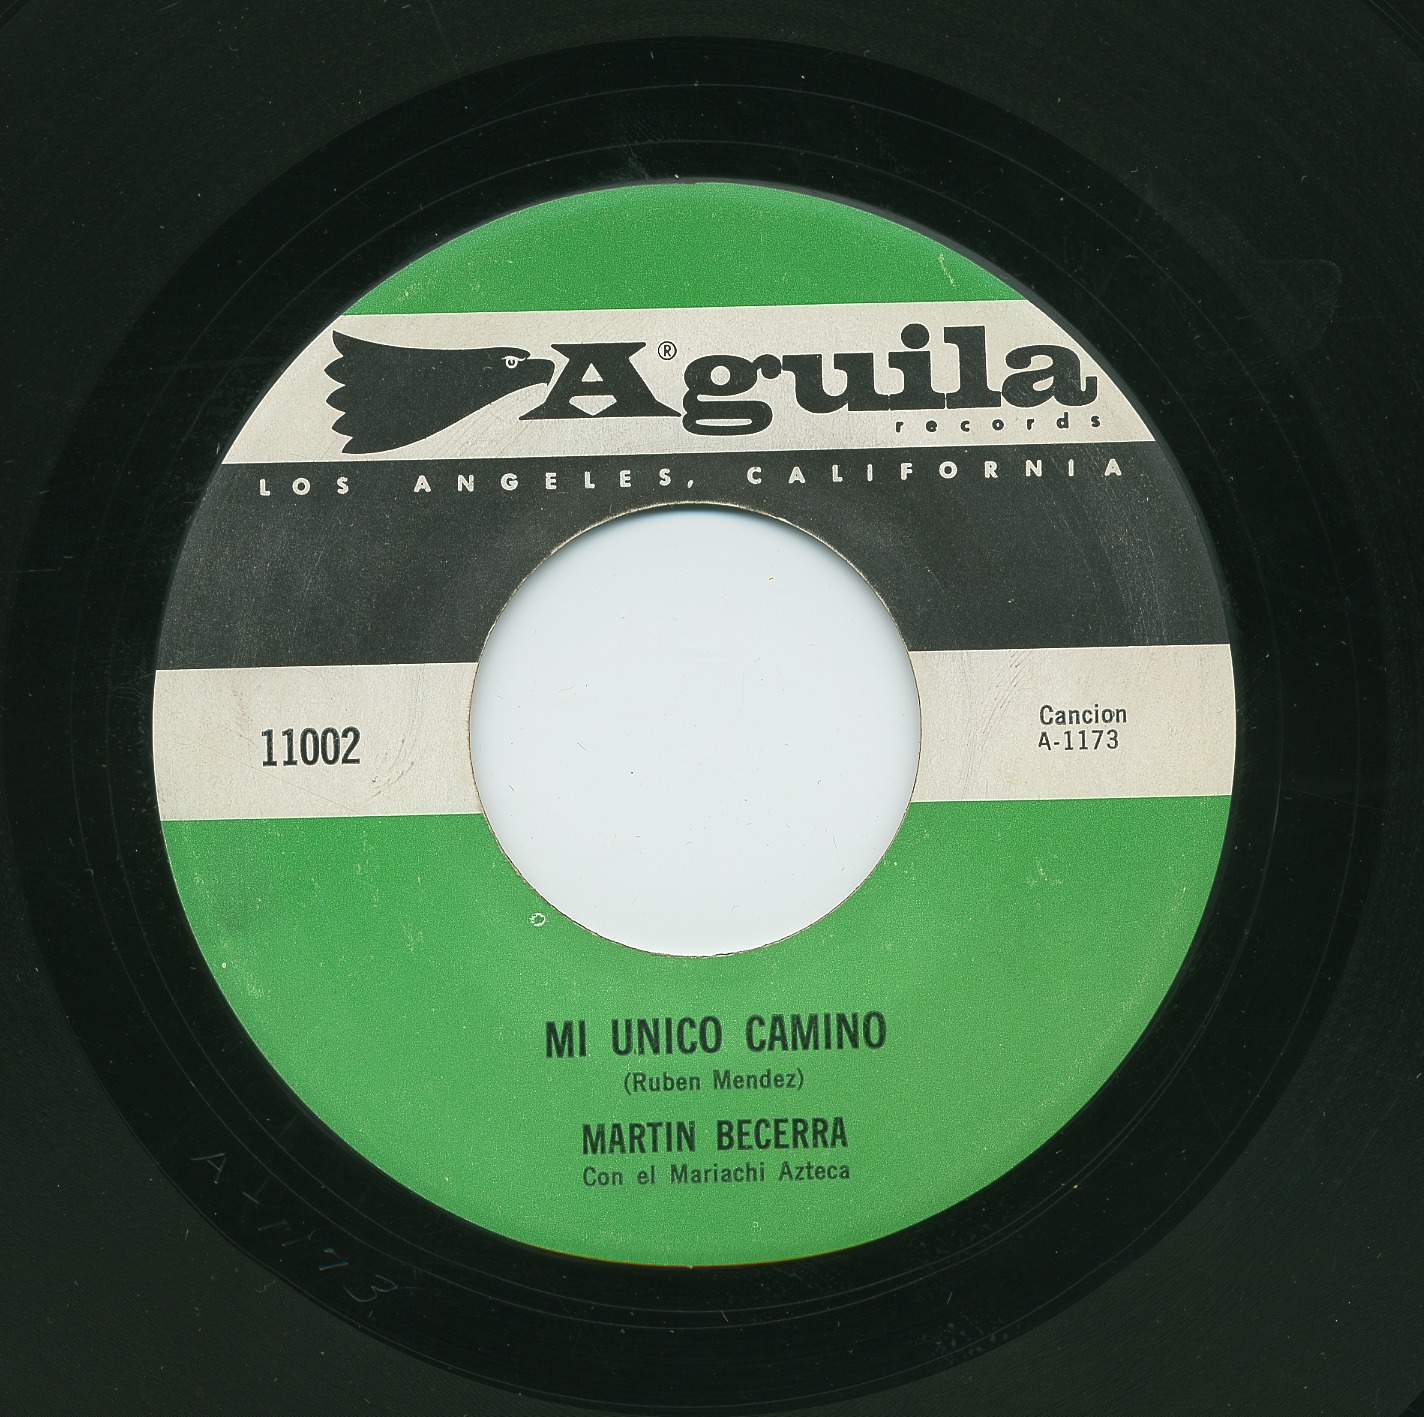 Aguila®
records
LOS ANGELES, CALIFORNIA
11002
Cancion
A-1173
MI UNICO CAMINO
(Ruben Mendez)
MARTIN BECERRA
Con el Mariachi Azteca
A-1173